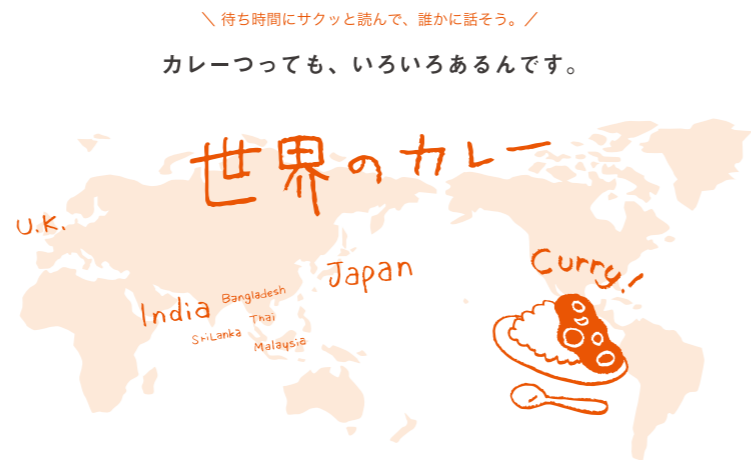 ＼ 待ち時間にサクッと読んで、誰かに話そう。／
カレーつっても、いろいろあるんです。
世界のカレー
U.K.
Curry!
Japan
India
Bangladesh
Thai
SriLanka
Malaysia